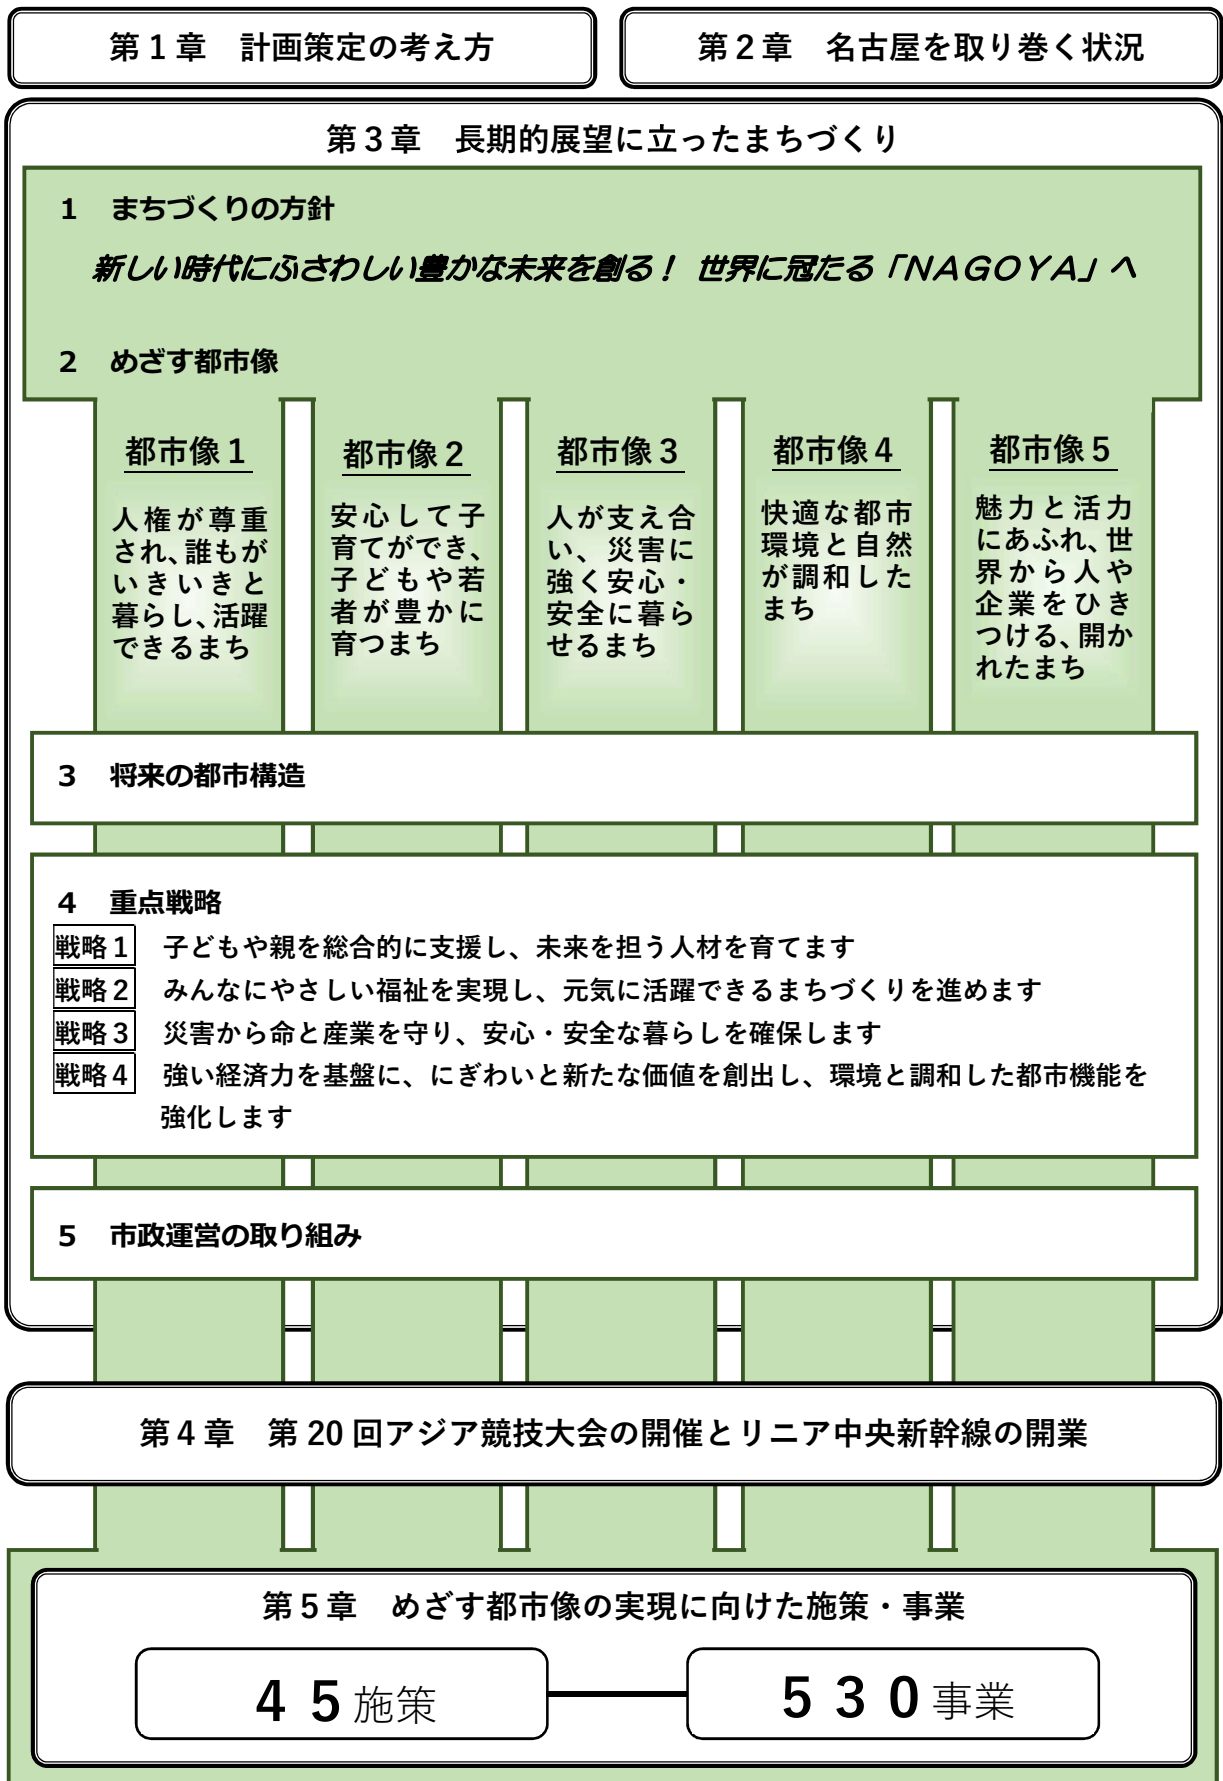 第1章　計画策定の考え方
第2章　名古屋を取り巻く状況
第3章　長期的展望に立ったまちづくり
1　まちづくりの方針
新しい時代にふさわしい豊かな未来を創る！ 世界に冠たる「NAGOYA」へ
2　めざす都市像
都市像1
人権が尊重
され、誰もが
いきいきと
暮らし、活躍
できるまち
都市像2
安心して子
育てができ、
子どもや若
者が豊かに
育つまち
都市像3
人が支え合
い、災害に
強く安心・
安全に暮ら
せるまち
都市像4
快適な都市
環境と自然
が調和した
まち
都市像5
魅力と活力
にあふれ、世
界から人や
企業をひき
つける、開か
れたまち
3　将来の都市構造
4　重点戦略
戦略1　子どもや親を総合的に支援し、未来を担う人材を育てます
戦略2　みんなにやさしい福祉を実現し、元気に活躍できるまちづくりを進めます
戦略3　災害から命と産業を守り、安心・安全な暮らしを確保します
戦略4　強い経済力を基盤に、にぎわいと新たな価値を創出し、環境と調和した都市機能を
強化します
5　市政運営の取り組み
第4章　第20回アジア競技大会の開催とリニア中央新幹線の開業
第5章　めざす都市像の実現に向けた施策・事業
45施策
530事業